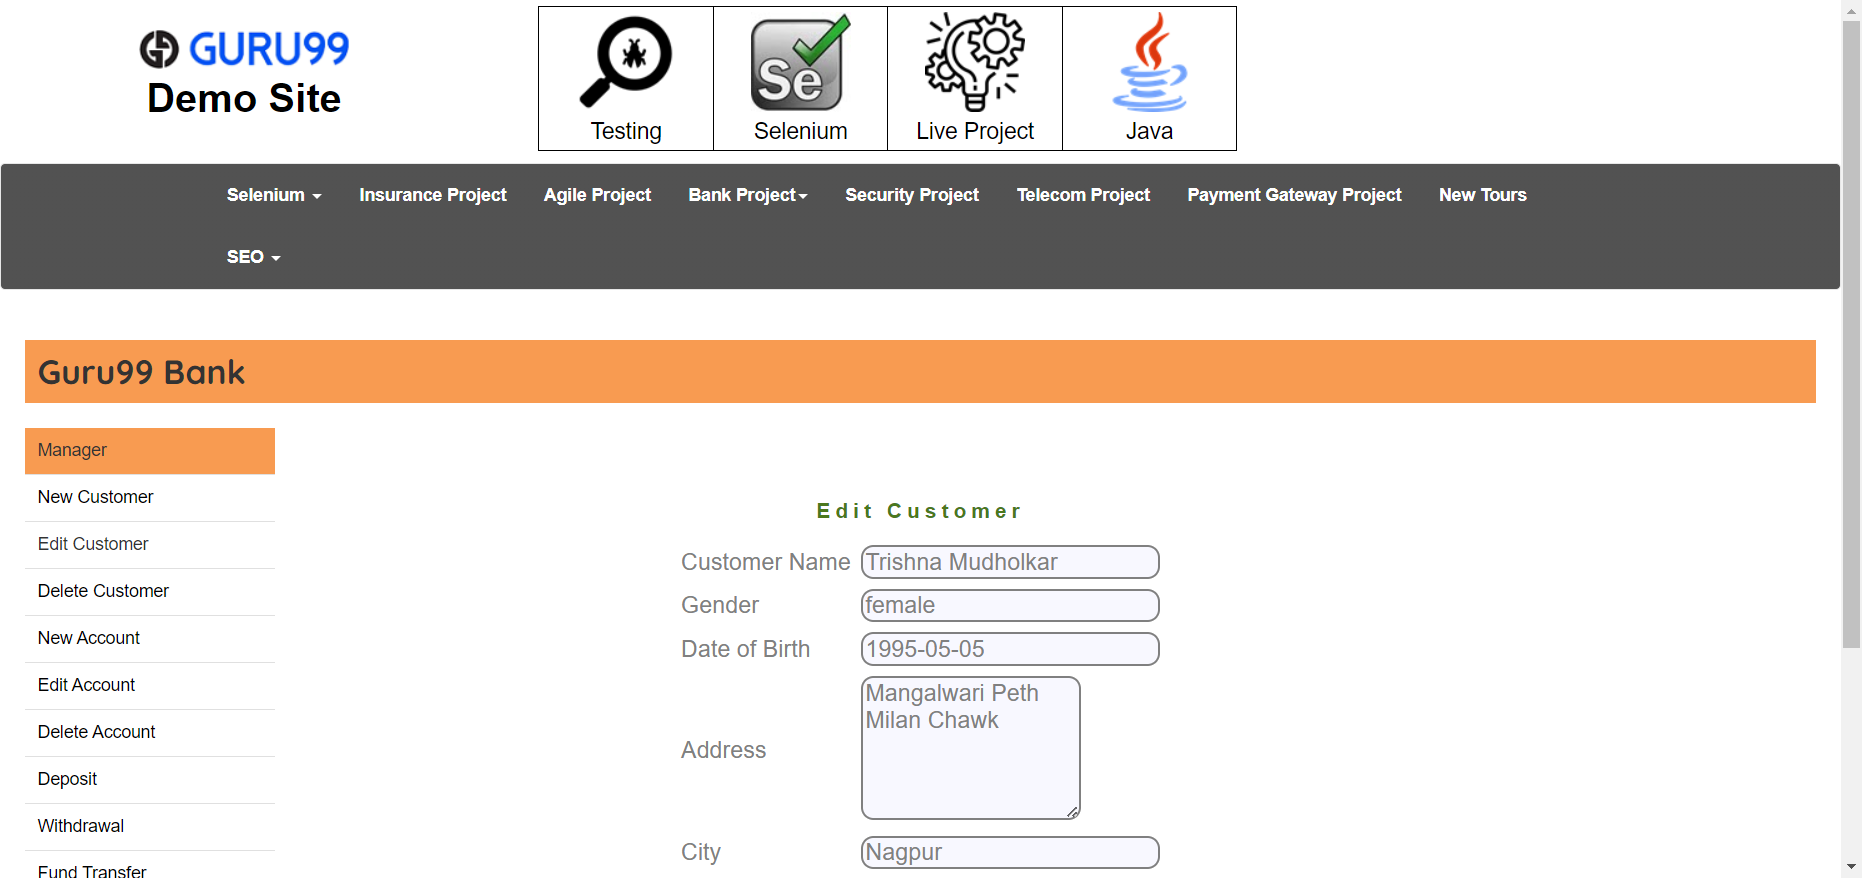 GURU99
Demo Site
Se
Testing
Selenium
Live Project
Java
Selenium
Insurance Project
Agile Project
Bank Project
Security Project
Telecom Project
Payment Gateway Project
New Tours
SEO
Guru99 Bank
Manager
New Customer
Edit Customer
Delete Customer
New Account
Edit Account
Delete Account
Deposit
Withdrawal
Fund Transfer
Edit Customer
Customer Name Trishna Mudholkar
Gender female
Date of Birth 1995-05-05
Address Mangalwari Peth
Milan Chawk
City Nagpur